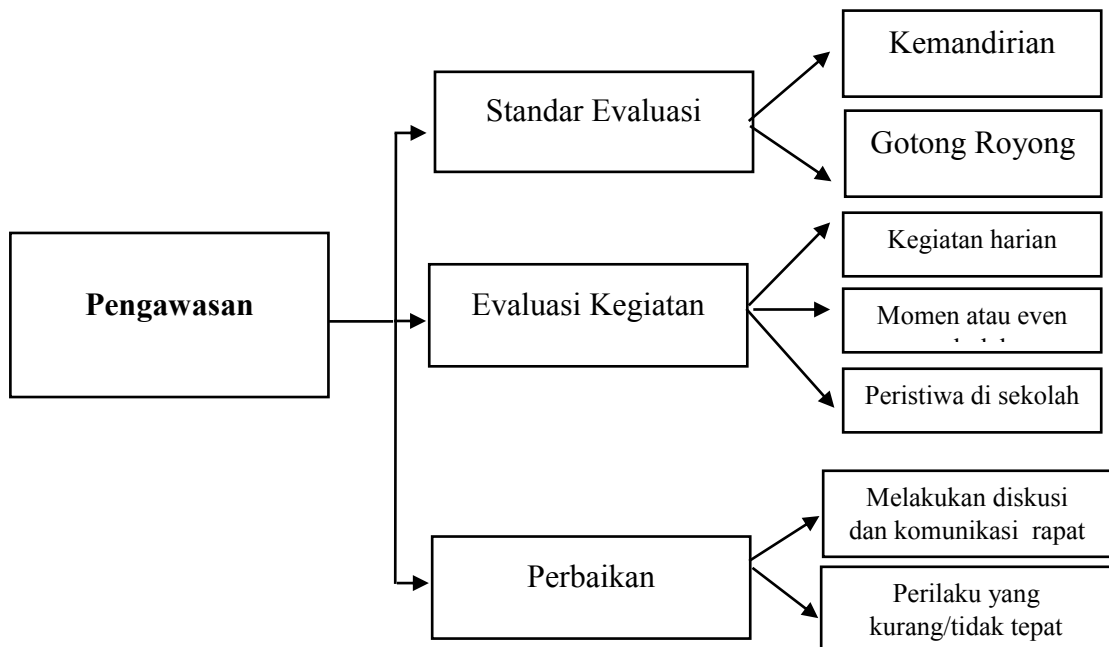 Pengawasan
Standar Evaluasi
Kemandirian
Gotong Royong
Evaluasi Kegiatan
Kegiatan harian
Momen atau even
Peristiwa di sekolah
Perbaikan
Melakukan diskusi
dan komunikasi rapat
Perilaku yang
kurang/tidak tepat